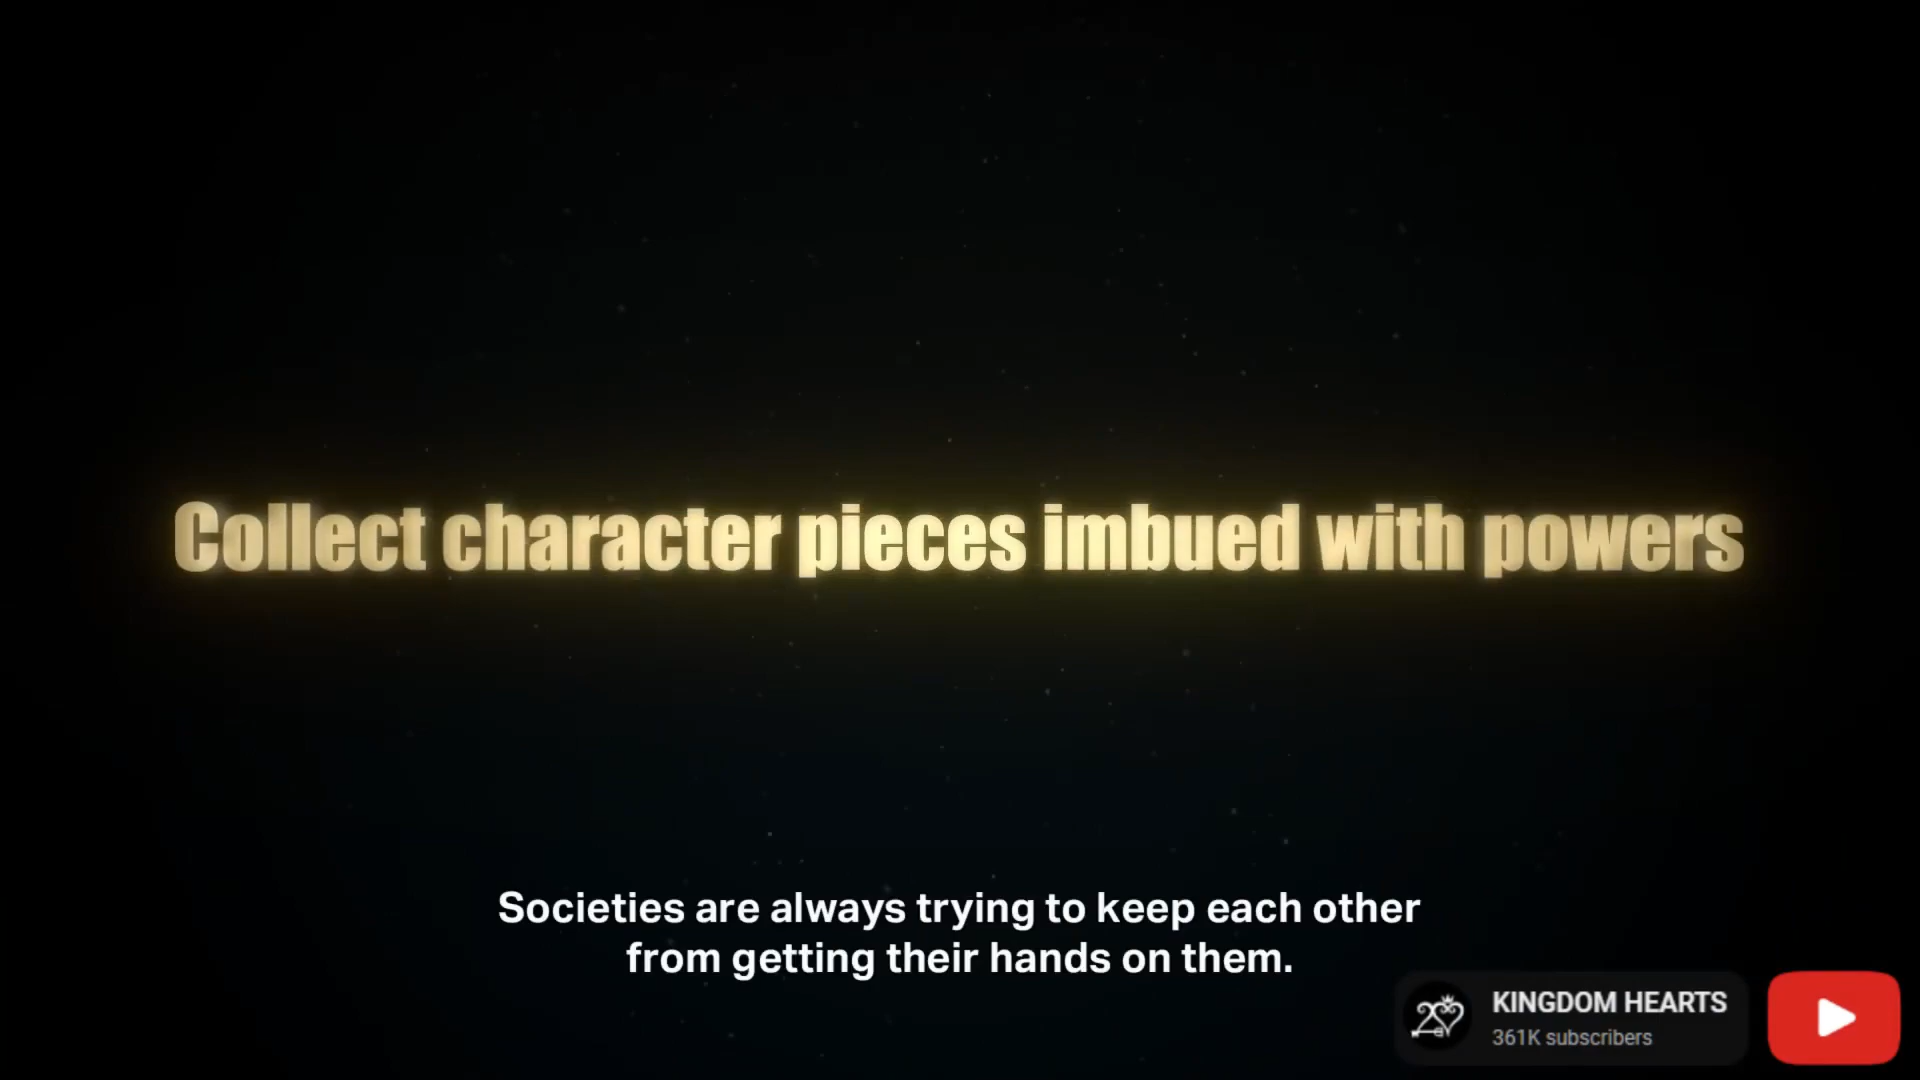 Collect character pieces imbued with powers
Societies are always trying to keep each other
from getting their hands on them.
KINGDOM HEARTS
361K subscribers